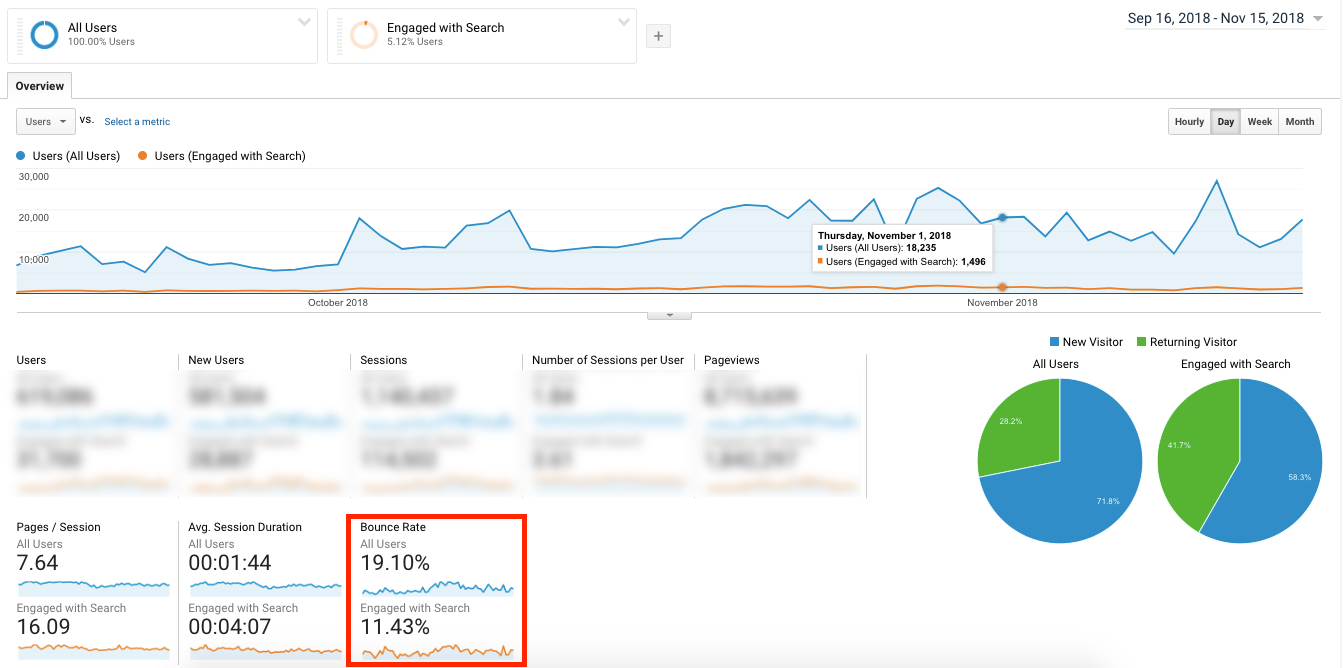 All Users
100.00% Users
Engaged with Search
5.12% Users
+
Sep 16, 2018 - Nov 15, 2018
Overview
Users
vs.
Select a metric
Hourly
Day
Week
Month
Users (All Users)
Users (Engaged with Search)
30,000
20,000
10,000
Thursday, November 1, 2018
Users (All Users): 18,235
Users (Engaged with Search): 1,496
October 2018
November 2018
Users
New Users
Sessions
Number of Sessions per User
Pageviews
New Visitor
Returning Visitor
All Users
Engaged with Search
28.2%
71.8%
41.7%
58.3%
Pages / Session
All Users
7.64
Engaged with Search
16.09
Avg. Session Duration
All Users
00:01:44
Engaged with Search
00:04:07
Bounce Rate
All Users
19.10%
Engaged with Search
11.43%